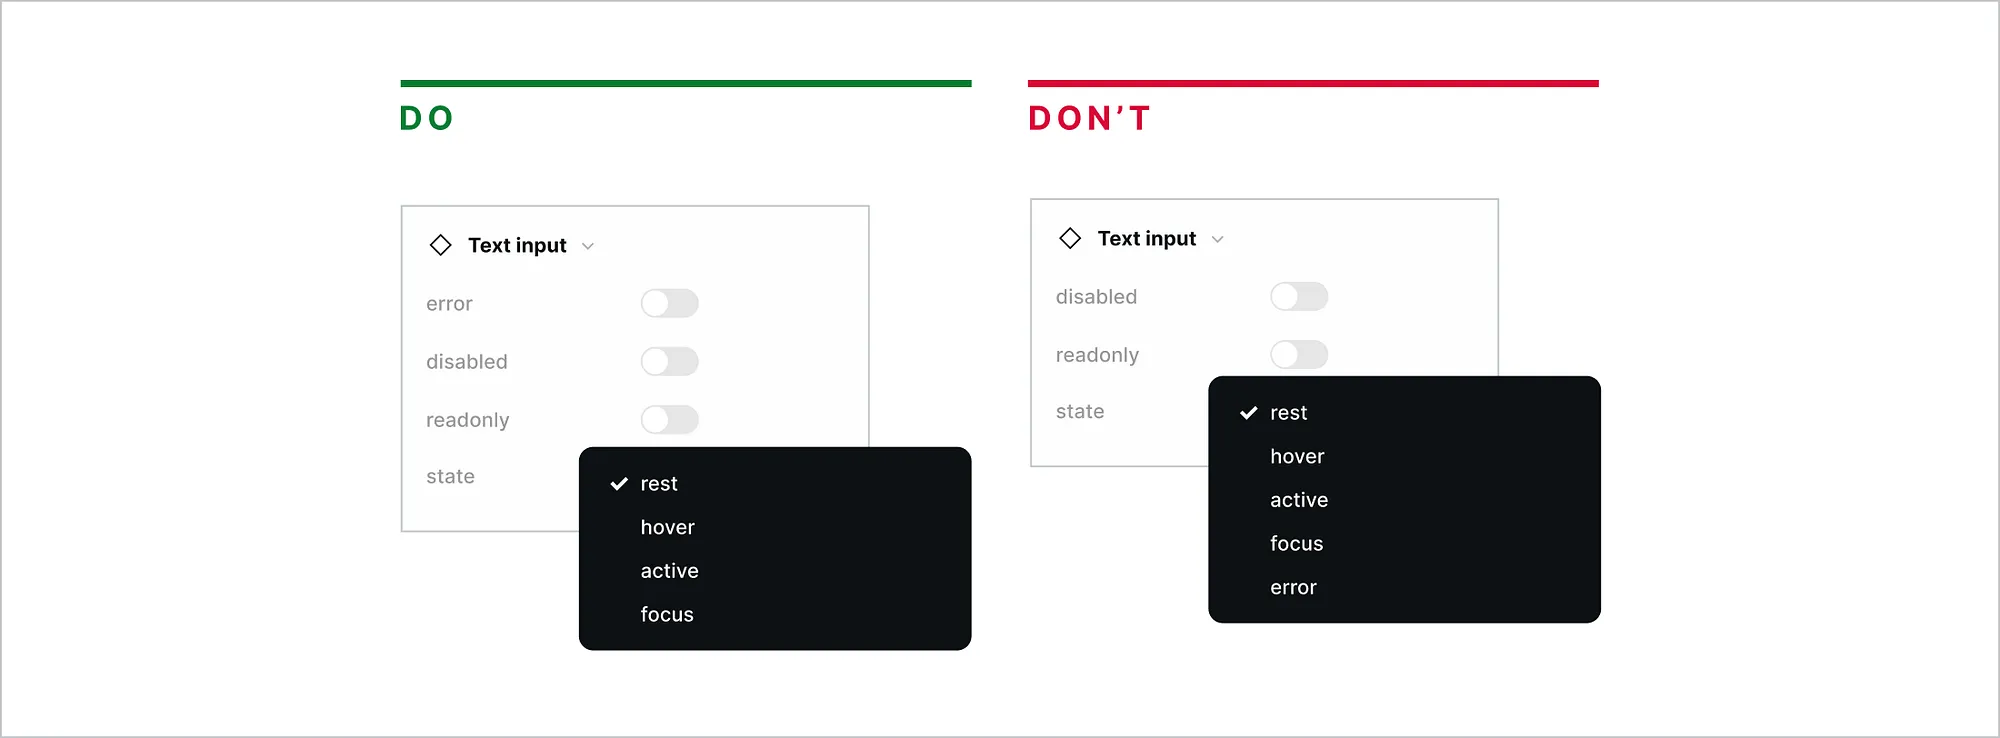 DO
Text input
error
disabled
readonly
state
rest
hover
active
focus
DON’T
Text input
disabled
readonly
state
rest
hover
active
focus
error